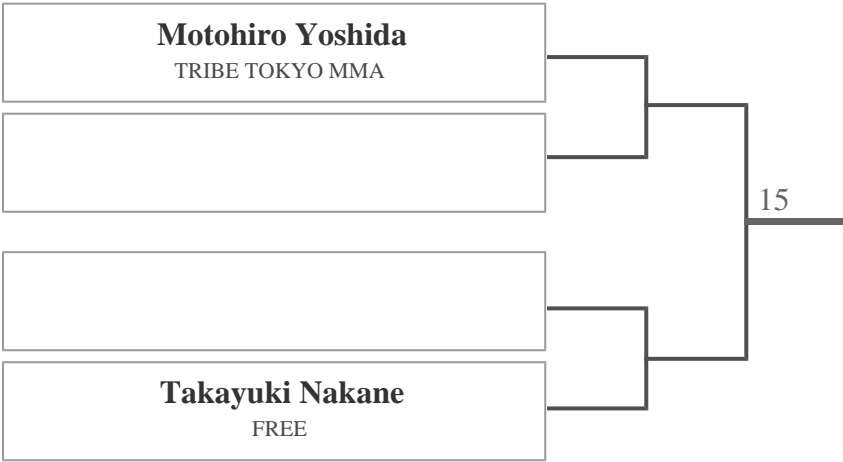 Motohiro Yoshida
TRIBE TOKYO MMA
15
Takayuki Nakane
FREE